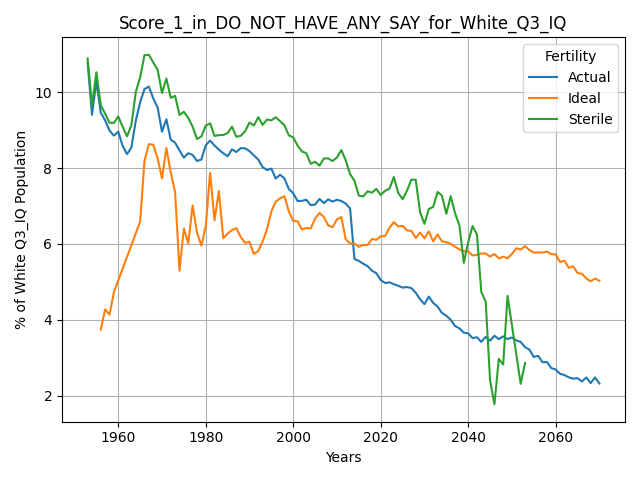 Score_1_in_DO_NOT_HAVE_ANY_SAY_for_White_Q3_IQ
Fertility
Actual
Ideal
Sterile
% of White Q3_IQ Population
10
8
6
4
2
1960
1980
2000
2020
2040
2060
Years